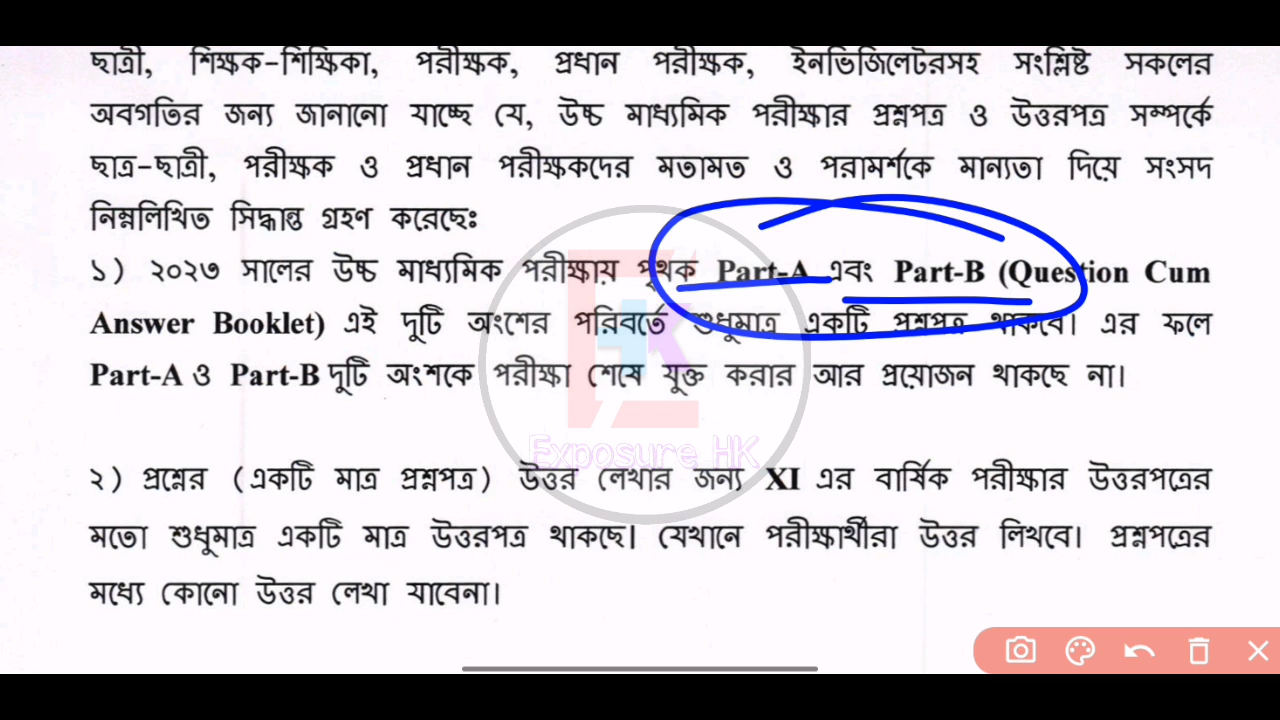 ছাত্রী, শিক্ষক-শিক্ষিকা, পরীক্ষক, প্রধান পরীক্ষক, ইনভিজিলেটরসহ সংশ্লিষ্ট সকলের
অবগতির জন্য জানানো যাচ্ছে যে, উচ্চ মাধ্যমিক পরীক্ষার প্রশ্নপত্র ও উত্তরপত্র সম্পর্কে
ছাত্র-ছাত্রী, পরীক্ষক ও প্রধান পরীক্ষকদের মতামত ও পরামর্শকে মান্যতা দিয়ে সংসদ
নিম্নলিখিত সিদ্ধান্ত গ্রহণ করেছেঃ
১) ২০২৩ সালের উচ্চ মাধ্যমিক পরীক্ষায় পৃথক Part-A এবং Part-B (Question Cum
Answer Booklet) এই দুটি অংশের পরিবর্তে শুধুমাত্র একটি প্রশ্নপত্র থাকবে। এর ফলে
Part-A ও Part-B দুটি অংশকে পরীক্ষা শেষে যুক্ত করার আর প্রয়োজন থাকছে না।
Exposure HK
২) প্রশ্নের (একটি মাত্র প্রশ্নপত্র) উত্তর লেখার জন্য XI এর বার্ষিক পরীক্ষার উত্তরপত্রের
মতো শুধুমাত্র একটি মাত্র উত্তরপত্র থাকছে। যেখানে পরীক্ষার্থীরা উত্তর লিখবে। প্রশ্নপত্রের
মধ্যে কোনো উত্তর লেখা যাবেনা।